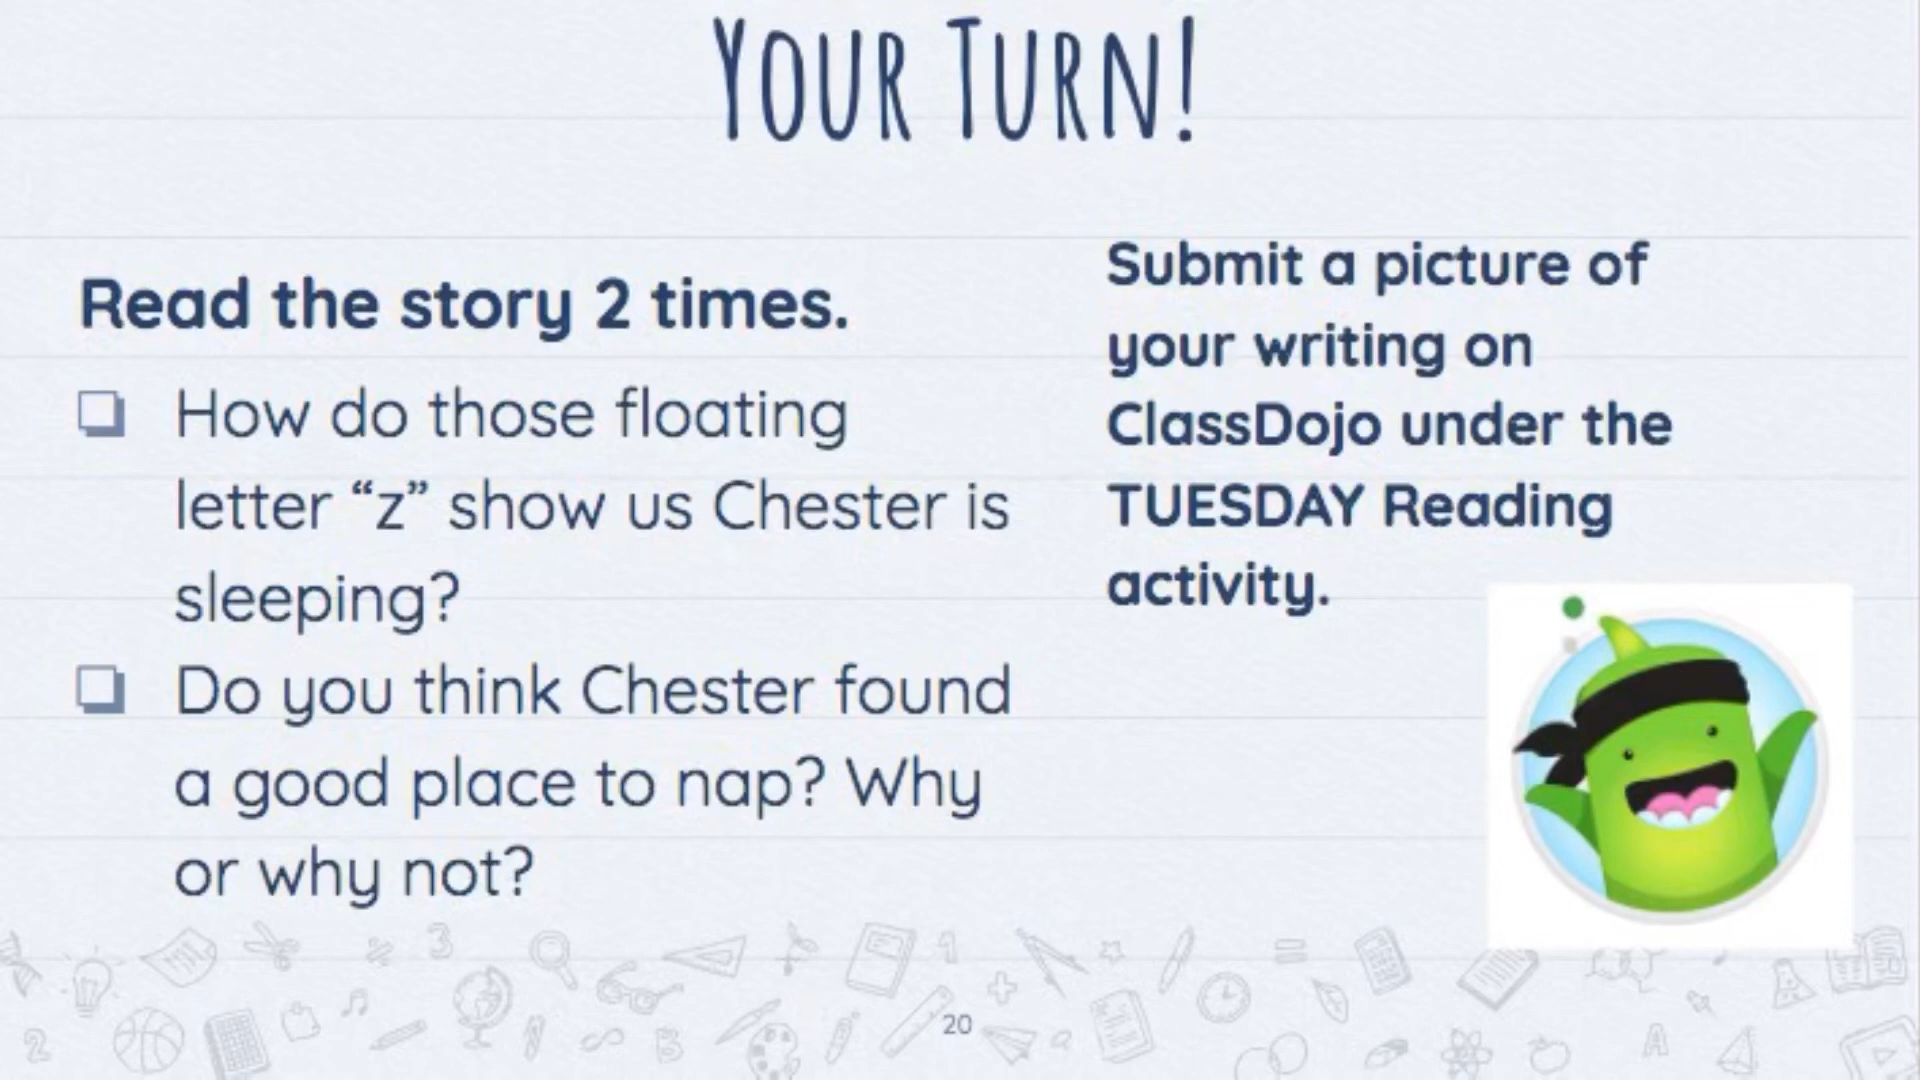 YOUR TURN!
Read the story 2 times.
How do those floating
letter “z” show us Chester is
sleeping?
Do you think Chester found
a good place to nap? Why
or why not?
Submit a picture of
your writing on
ClassDojo under the
TUESDAY Reading
activity.
20